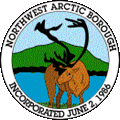 NORTHWEST ARCTIC BOROUGH
INCORPORATED JUNE 2, 1986